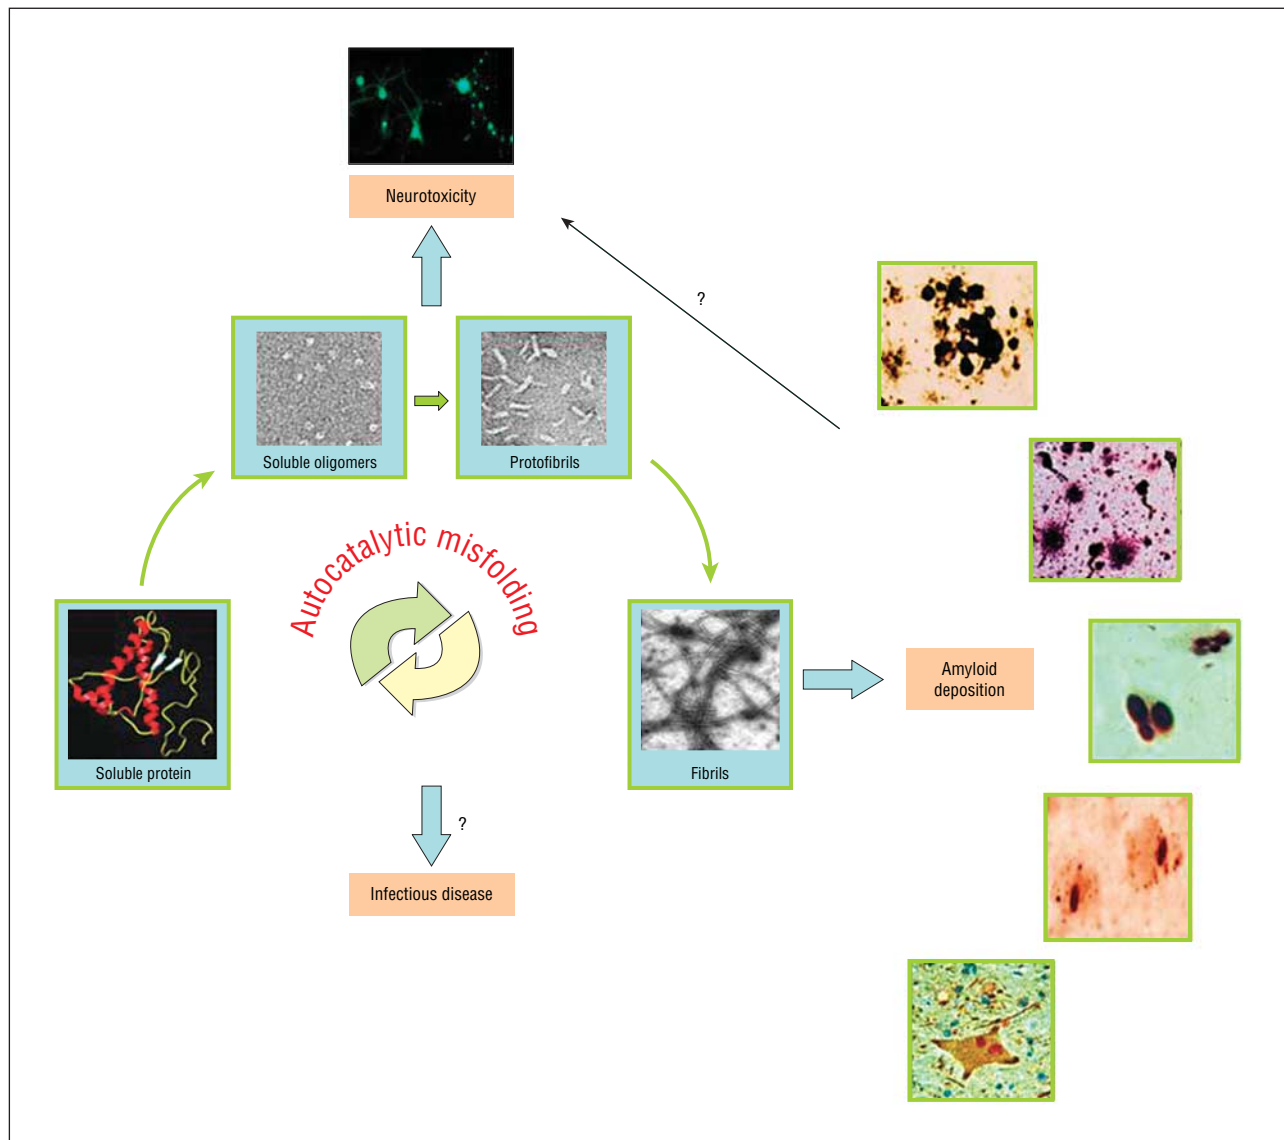 Neurotoxicity
?
Soluble oligomers
Protofibrils
Autocatalytic misfolding
Soluble protein
Fibrils
Amyloid
deposition
?
Infectious disease